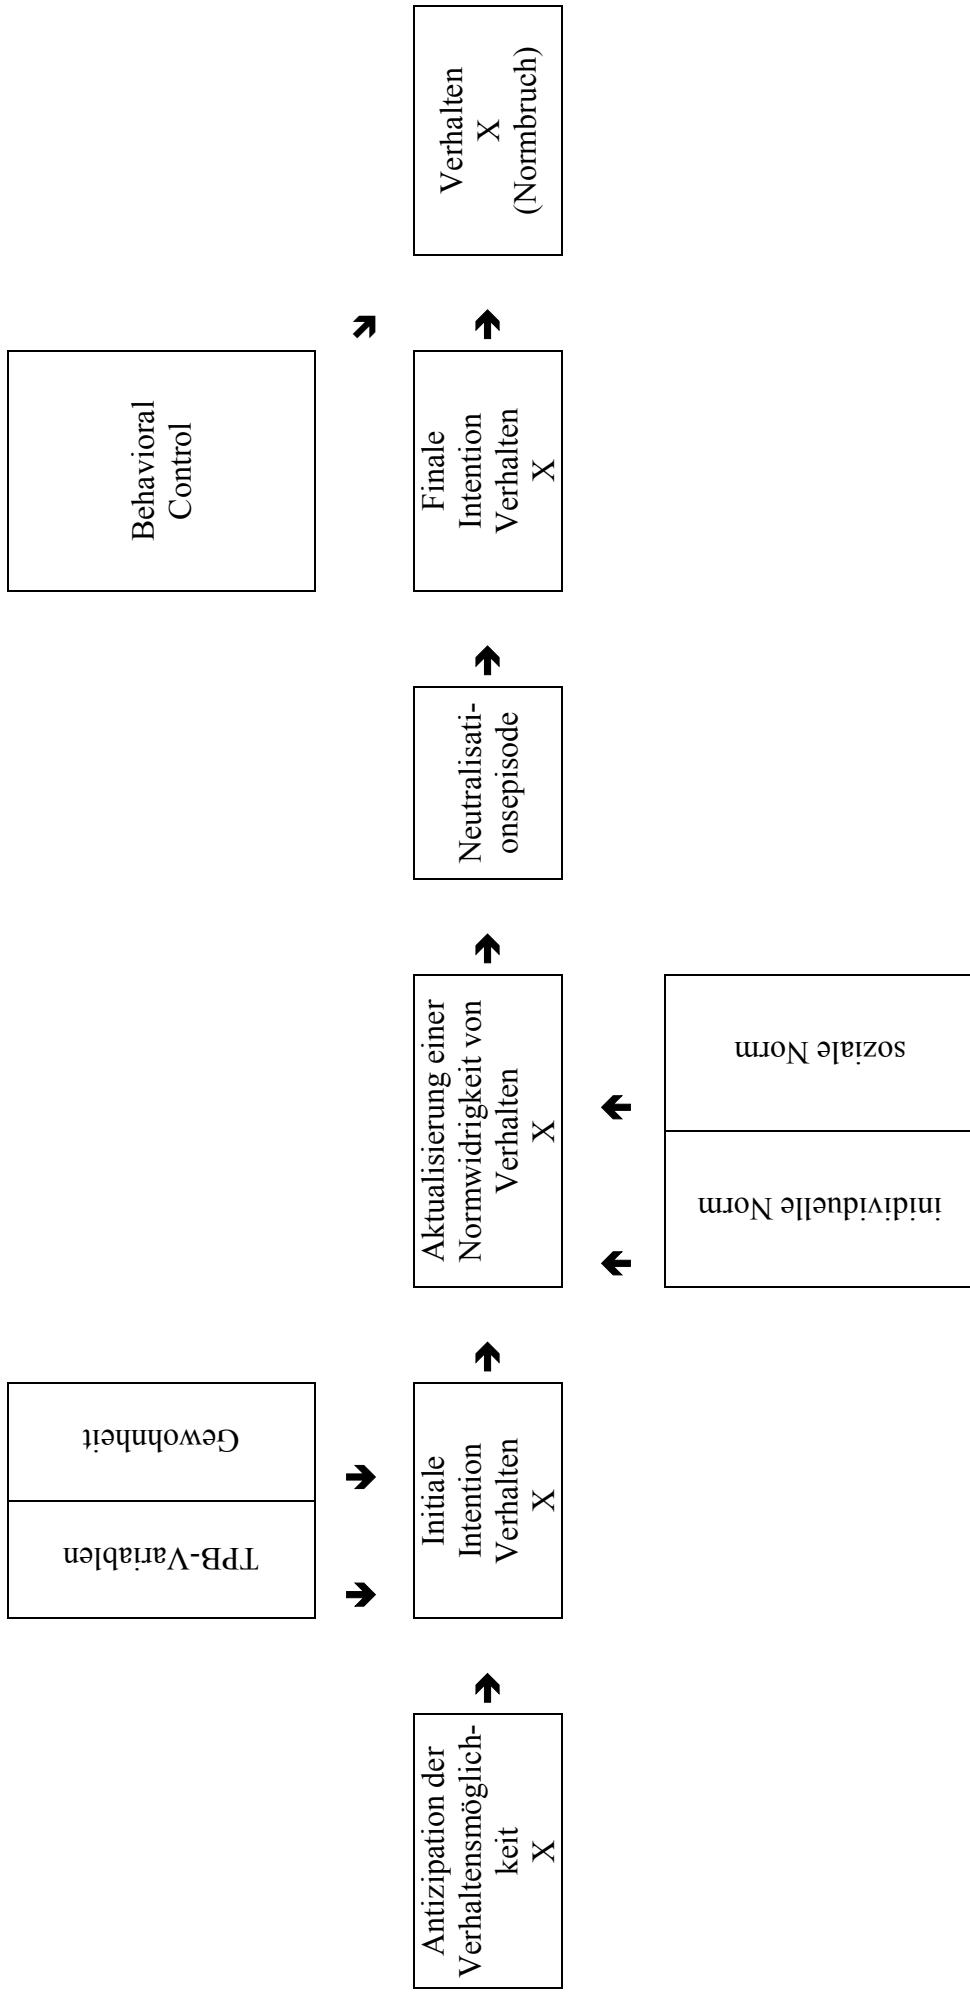 TPB-Variablen
Gewohnheit
Behavioral
Control
Antizipation der
Verhaltensmöglich-
keit
X
Initiale
Intention
Verhalten
X
Aktualisierung einer
Normwidrigkeit von
Verhalten
X
Neutralisati-
onsepisode
Finale
Intention
Verhalten
X
Verhalten
X
(Normbruch)
inidividuelle Norm
soziale Norm